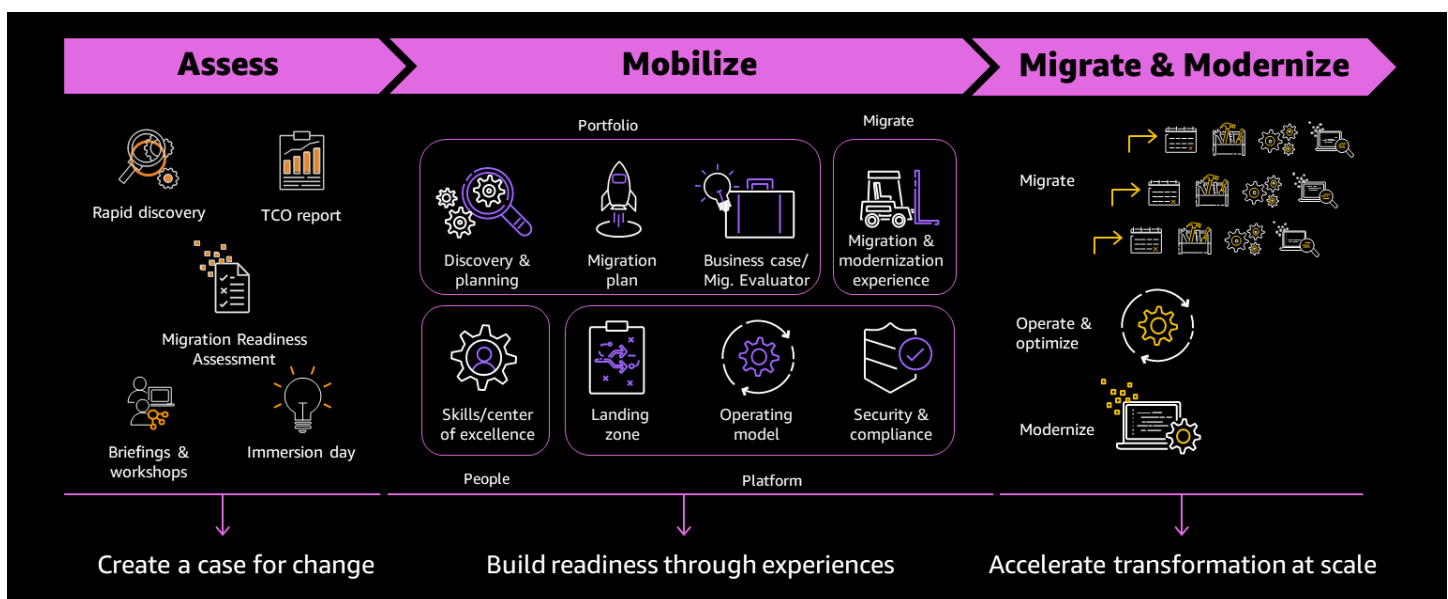 Assess
Mobilize
Migrate & Modernize
Rapid discovery
TCO report
Migration Readiness
Assessment
Briefings &
workshops
Immersion day
Portfolio
Migrate
Discovery &
planning
Migration
plan
Business case/
Mig. Evaluator
Migration &
modernization
experience
Skills/center
of excellence
Landing
zone
Operating
model
Security &
compliance
People
Platform
Migrate
Operate &
optimize
Modernize
Create a case for change
Build readiness through experiences
Accelerate transformation at scale